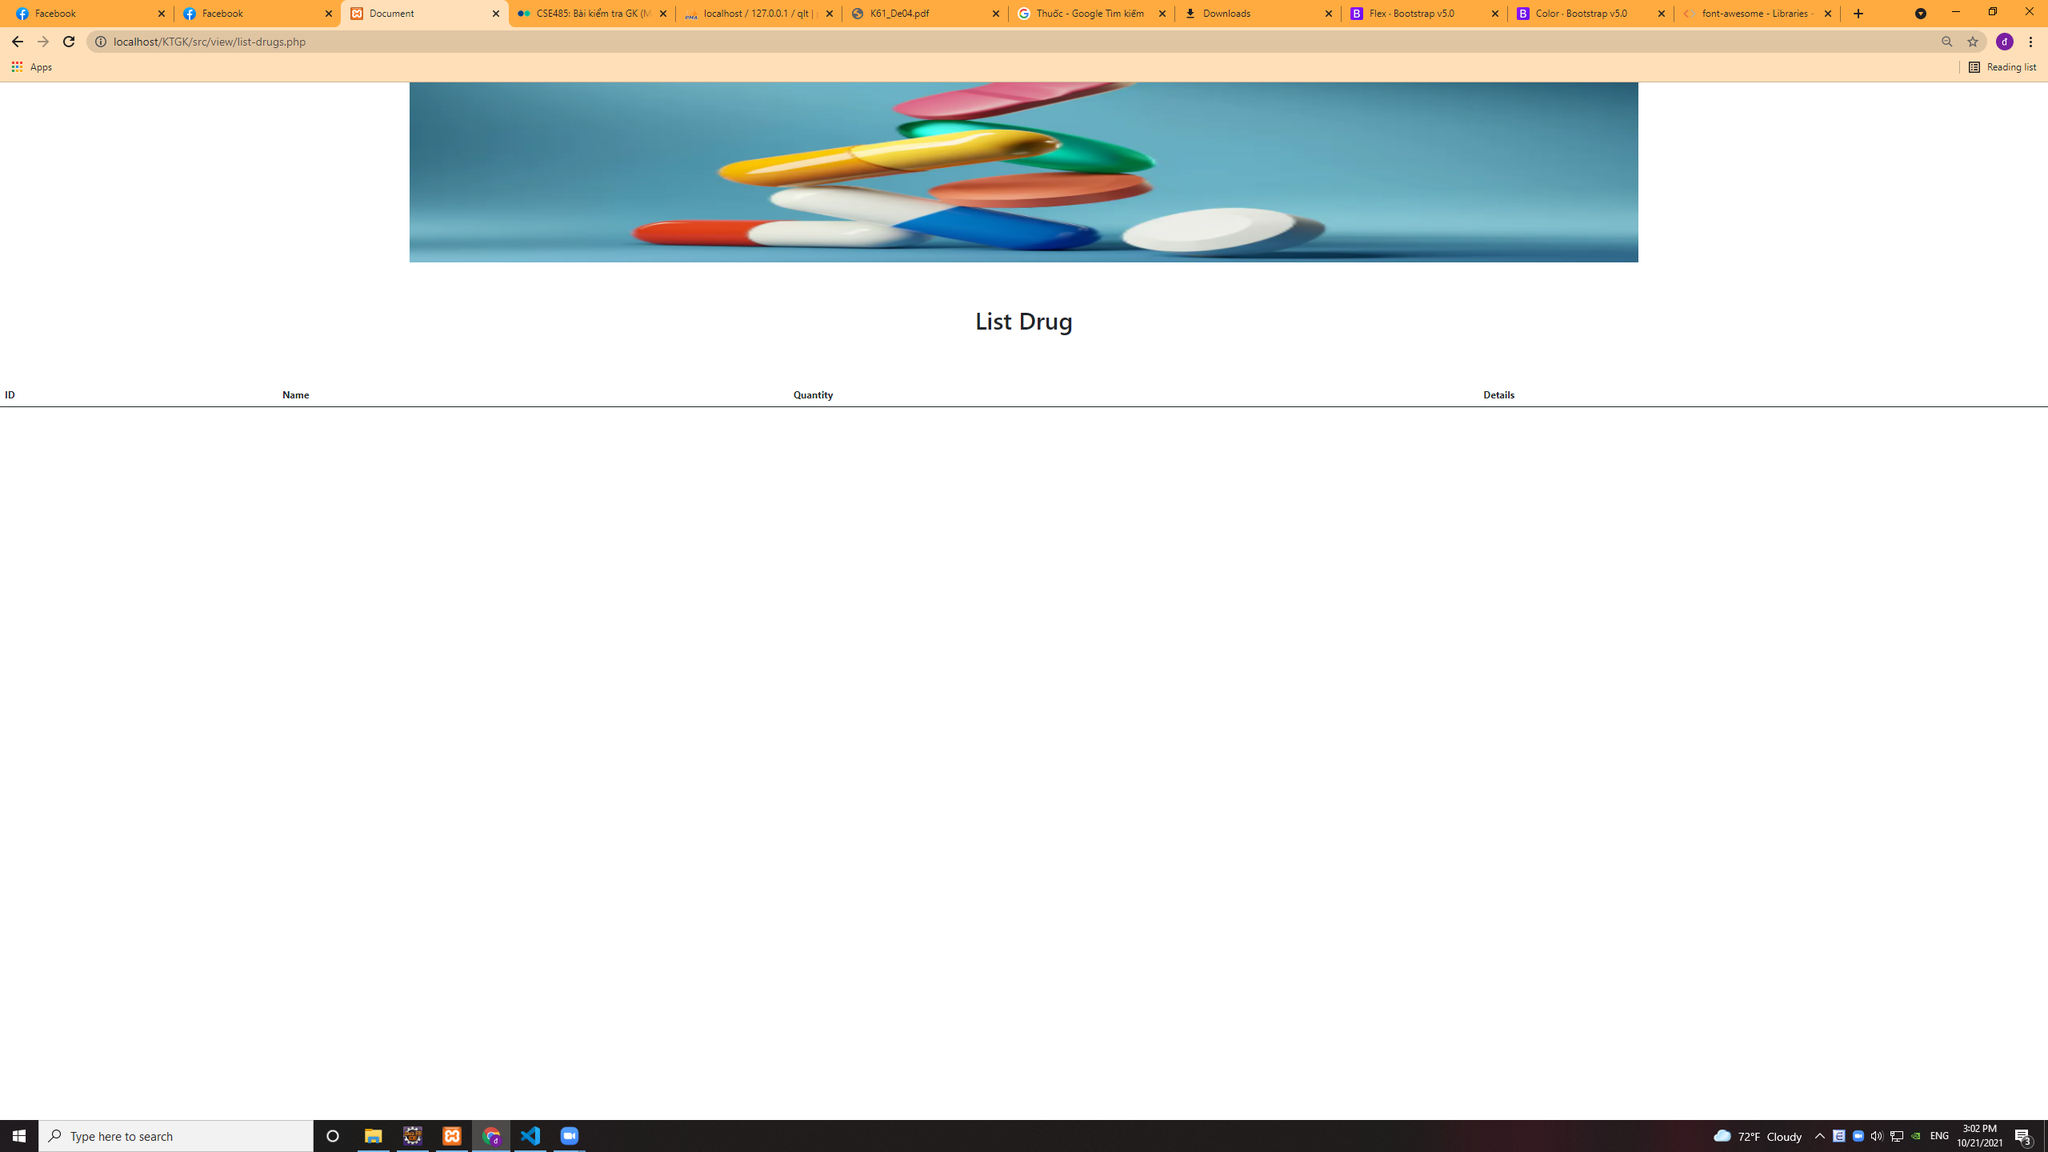 Facebook
Facebook
Document
CSE485: Bài kiểm tra GK (M
localhost / 127.0.0.1 / qlt |
K61_De04.pdf
Thuốc - Google Tìm kiếm
Downloads
Flex · Bootstrap v5.0
Color · Bootstrap v5.0
font-awesome - Libraries -
localhost/KTGK/src/view/list-drugs.php
Apps
Reading list
List Drug
ID Name Quantity Details
Type here to search
72°F Cloudy
ENG
3:02 PM
10/21/2021
3